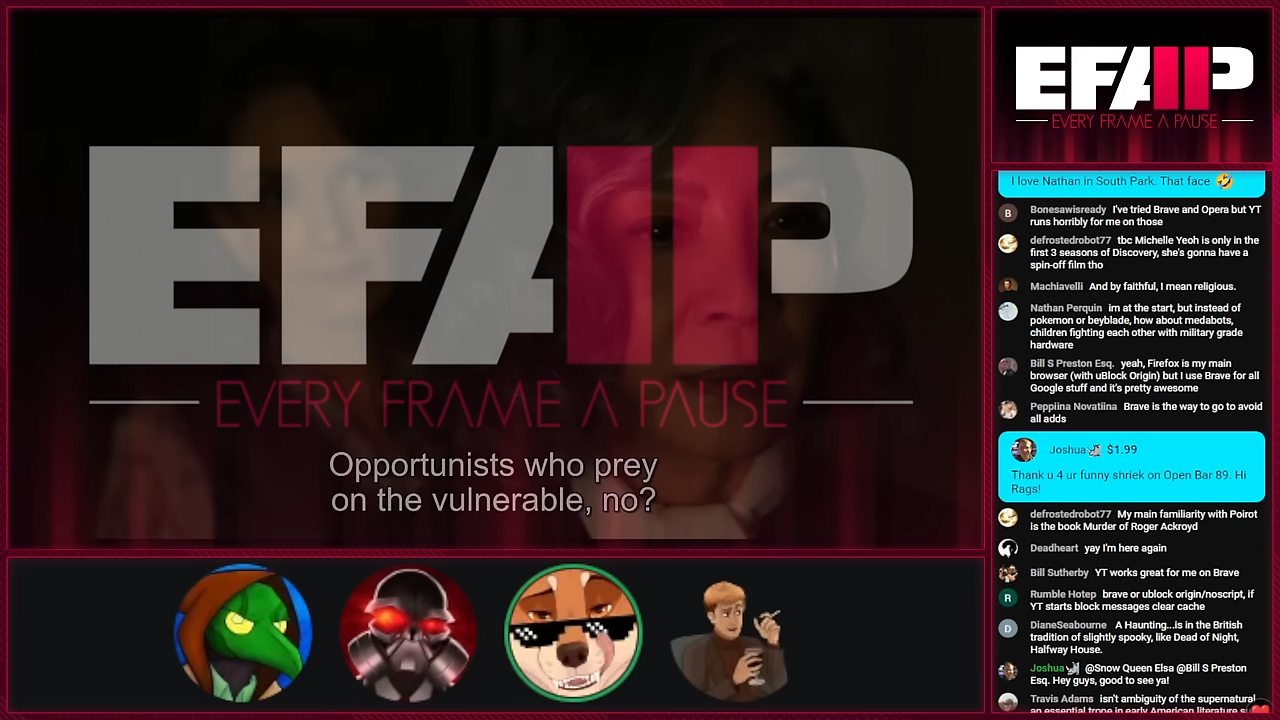 EFAP
EVERY FRAME A PAUSE
Opportunists who prey
on the vulnerable, no?
EFAP
EVERY FRAME A PAUSE
I love Nathan in South Park. That face 🤣
B
Bonesawisready I've tried Brave and Opera but YT
runs horribly for me on those
defrostedrobot77 tbc Michelle Yeoh is only in the
first 3 seasons of Discovery, she's gonna have a
spin-off film tho
Machiavelli And by faithful, I mean religious.
Nathan Perquin im at the start, but instead of
pokemon or beyblade, how about medabots,
children fighting each other with military grade
hardware
Bill S Preston Esq. yeah, Firefox is my main
browser (with uBlock Origin) but I use Brave for all
Google stuff and it's pretty awesome
Peppiina Novatiina Brave is the way to go to avoid
all adds
Joshua $1.99
Thank u 4 ur funny shriek on Open Bar 89. Hi
Rags!
defrostedrobot77 My main familiarity with Poirot
is the book Murder of Roger Ackroyd
Deadheart yay I'm here again
Bill Sutherby YT works great for me on Brave
R
Rumble Hotep brave or ublock origin/noscript, if
YT starts block messages clear cache
D
DianeSeabourne A Haunting...is in the British
tradition of slightly spooky, like Dead of Night,
Halfway House.
Joshua @Snow Queen Elsa @Bill S Preston
Esq. Hey guys, good to see ya!
Travis Adams isn't ambiguity of the supernatural
an essential trope in early American literature